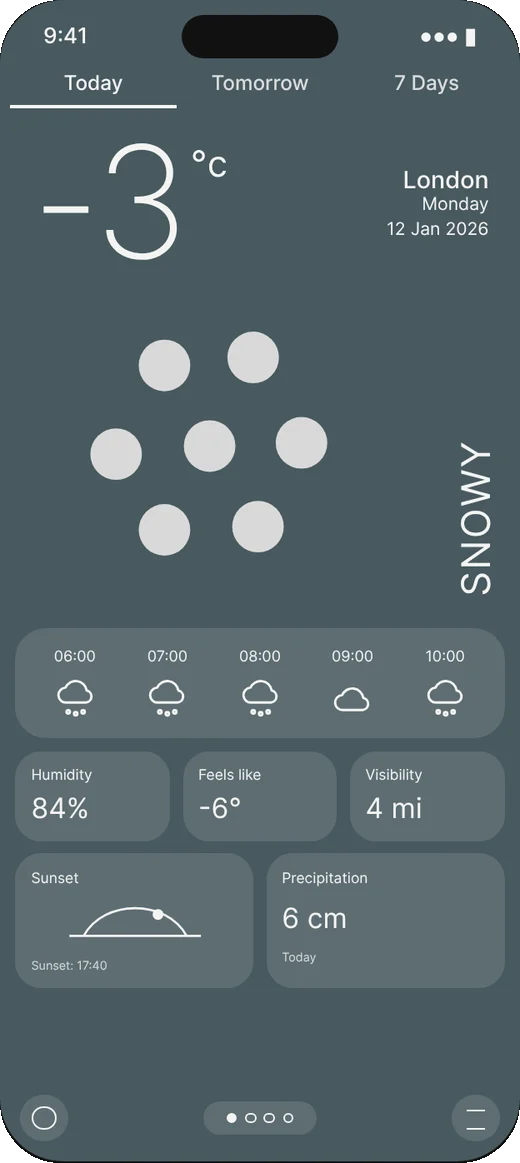 9:41
Today Tomorrow 7 Days
-3 °C
London
Monday
12 Jan 2026
SNOWY
06:00 07:00 08:00 09:00 10:00
Humidity Feels like Visibility
84% -6° 4 mi
Sunset
Sunset: 17:40
Precipitation
6 cm
Today